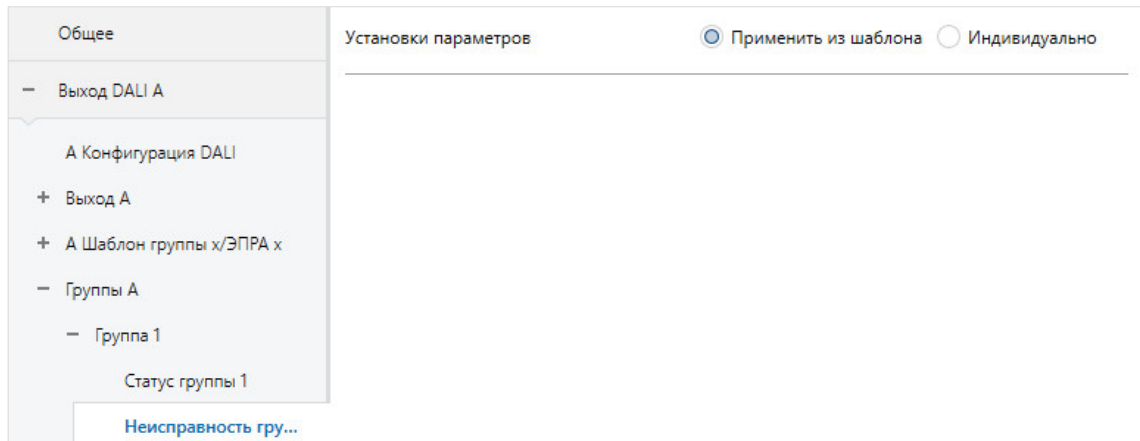 Общее
Установки параметров
Применить из шаблона
Индивидуально
Выход DALI A
A Конфигурация DALI
Выход A
A Шаблон группы x/ЭПРА x
Группы A
Группа 1
Статус группы 1
Неисправность гру...